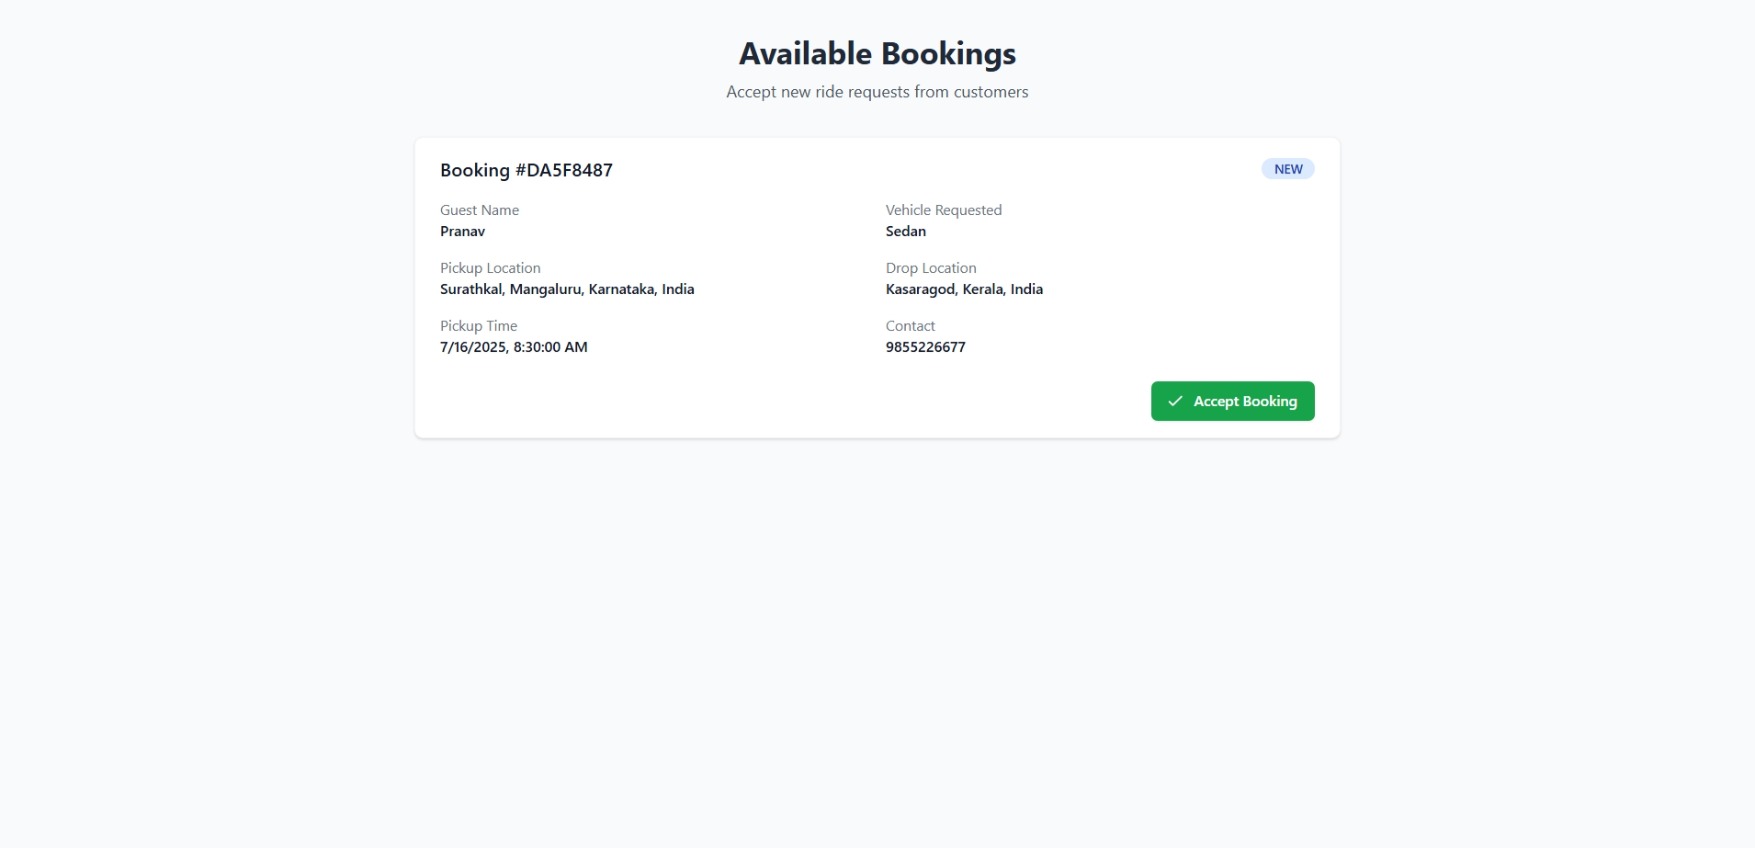 Available Bookings
Accept new ride requests from customers
Booking #DA5F8487
NEW
Guest Name
Pranav
Vehicle Requested
Sedan
Pickup Location
Surathkal, Mangaluru, Karnataka, India
Drop Location
Kasaragod, Kerala, India
Pickup Time
7/16/2025, 8:30:00 AM
Contact
9855226677
Accept Booking